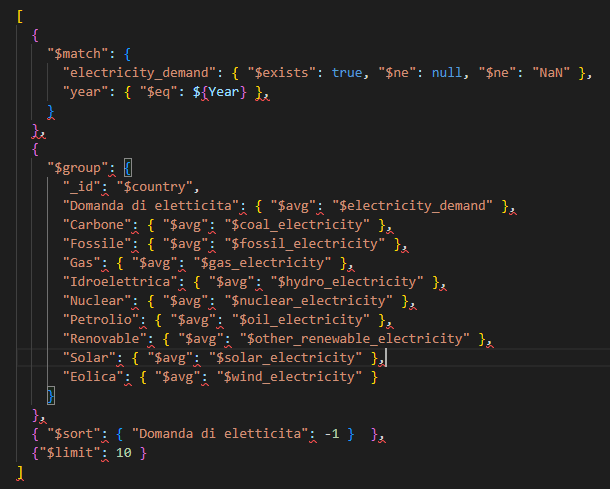 [
  {
    "$match": {
      "electricity_demand": { "$exists": true, "$ne": null, "$ne": "NaN" },
      "year": { "$eq": ${Year} },
    }
  },
  {
    "$group": {
      "_id": "$country",
      "Domanda di eletticita": { "$avg": "$electricity_demand" },
      "Carbone": { "$avg": "$coal_electricity" },
      "Fossile": { "$avg": "$fossil_electricity" },
      "Gas": { "$avg": "$gas_electricity" },
      "Idroelettrica": { "$avg": "$hydro_electricity" },
      "Nuclear": { "$avg": "$nuclear_electricity" },
      "Petrolio": { "$avg": "$oil_electricity" },
      "Renovable": { "$avg": "$other_renewable_electricity" },
      "Solar": { "$avg": "$solar_electricity" },
      "Eolica": { "$avg": "$wind_electricity" }
    }
  },
  { "$sort": { "Domanda di eletticita": -1 }  },
  {"$limit": 10 }
]